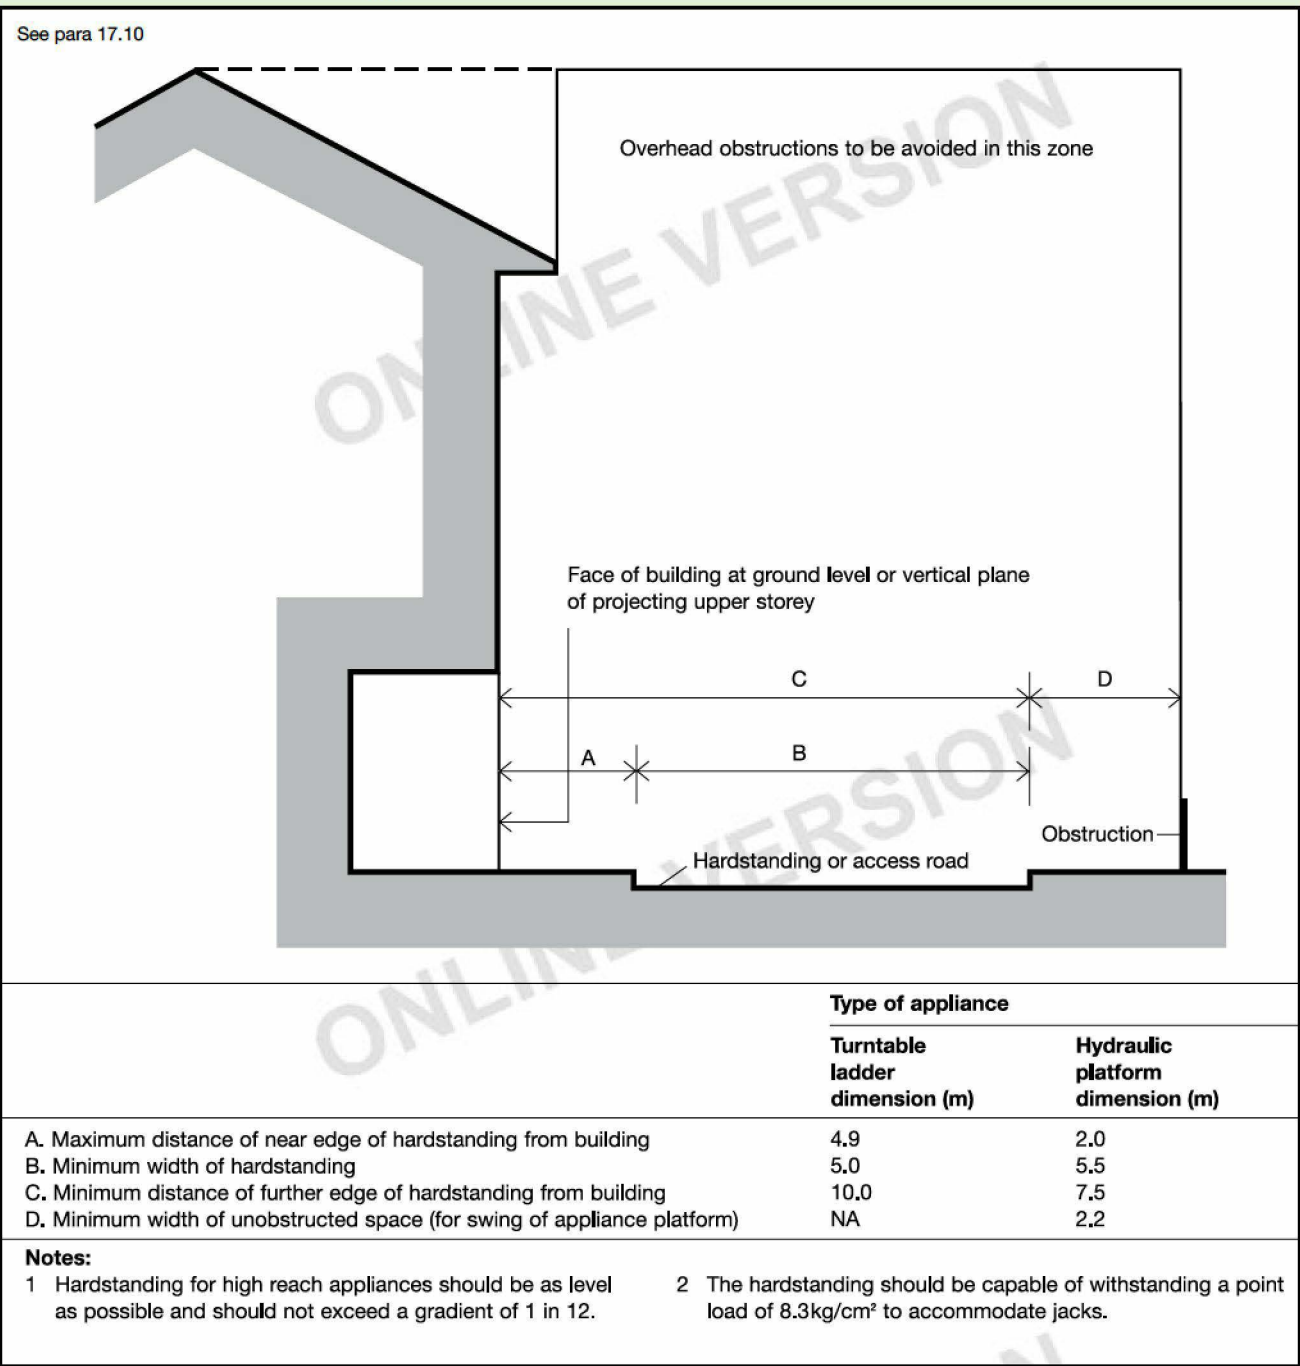 See para 17.10
Overhead obstructions to be avoided in this zone
ONLINE VERSION
Face of building at ground level or vertical plane
of projecting upper storey
C
D
A
B
Obstruction
Hardstanding or access road
ONLINE VERSION
Type of appliance
Turntable
ladder
dimension (m)
Hydraulic
platform
dimension (m)
A. Maximum distance of near edge of hardstanding from building 4.9 2.0
B. Minimum width of hardstanding 5.0 5.5
C. Minimum distance of further edge of hardstanding from building 10.0 7.5
D. Minimum width of unobstructed space (for swing of appliance platform) NA 2.2
Notes:
1 Hardstanding for high reach appliances should be as level
as possible and should not exceed a gradient of 1 in 12.
2 The hardstanding should be capable of withstanding a point
load of 8.3kg/cm² to accommodate jacks.